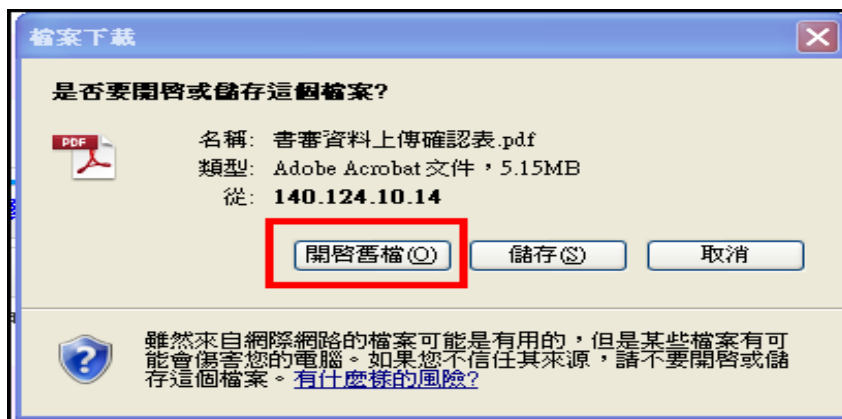 檔案下載
是否要開啓或儲存這個檔案?
PDF
名稱: 書審資料上傳確認表.pdf
類型: Adobe Acrobat 文件，5.15MB
從: 140.124.10.14
開啓舊檔(O) 儲存(S) 取消
雖然來自網際網路的檔案可能是有用的，但是某些檔案有可
能會傷害您的電腦。如果您不信任其來源，請不要開啓或儲
存這個檔案。有什麼樣的風險?